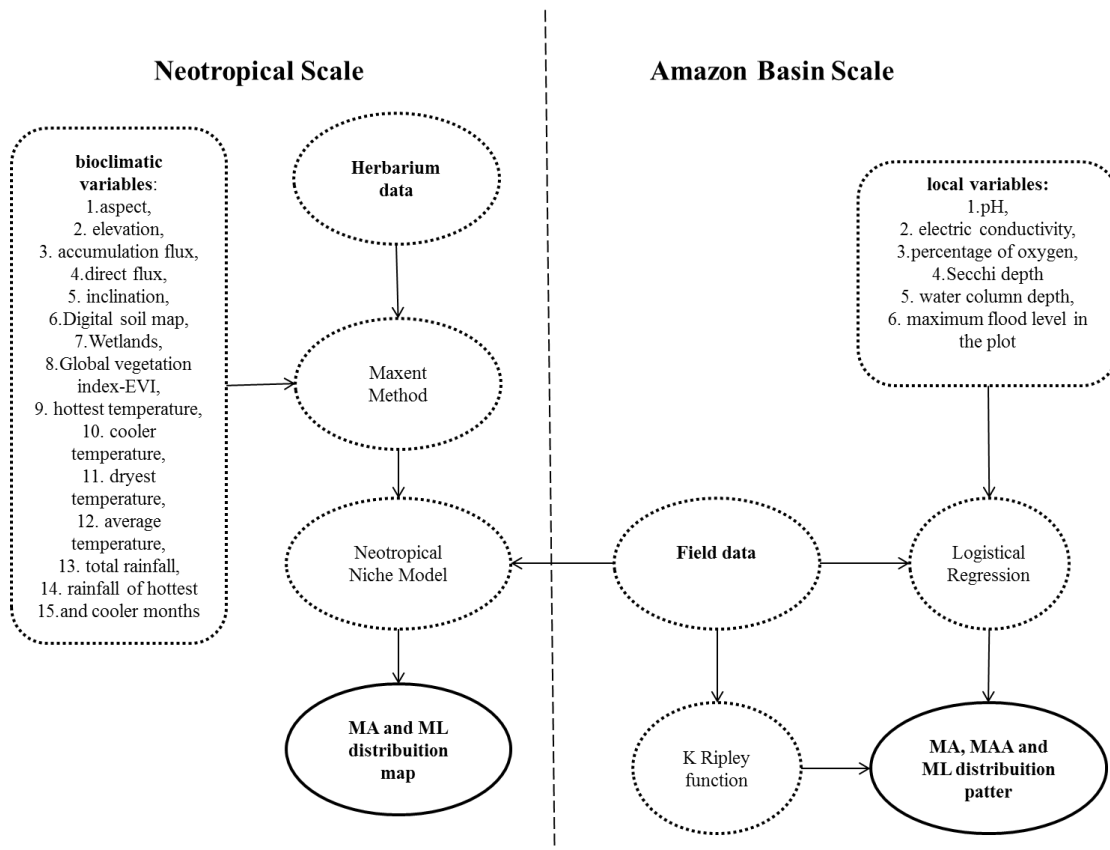 Neotropical Scale
Amazon Basin Scale
bioclimatic
variables:
1.aspect,
2. elevation,
3. accumulation flux,
4.direct flux,
5. inclination,
6.Digital soil map,
7.Wetlands,
8.Global vegetation
index-EVI,
9. hottest temperature,
10. cooler
temperature,
11. dryest
temperature,
12. average
temperature,
13. total rainfall,
14. rainfall of hottest
15.and cooler months
Herbarium
data
Maxent
Method
Neotropical
Niche Model
MA and ML
distribuition
map
local variables:
1.pH,
2. electric conductivity,
3.percentage of oxygen,
4.Secchi depth
5. water column depth,
6. maximum flood level in
the plot
Field data
Logistical
Regression
K Ripley
function
MA, MAA and
ML distribuition
patter